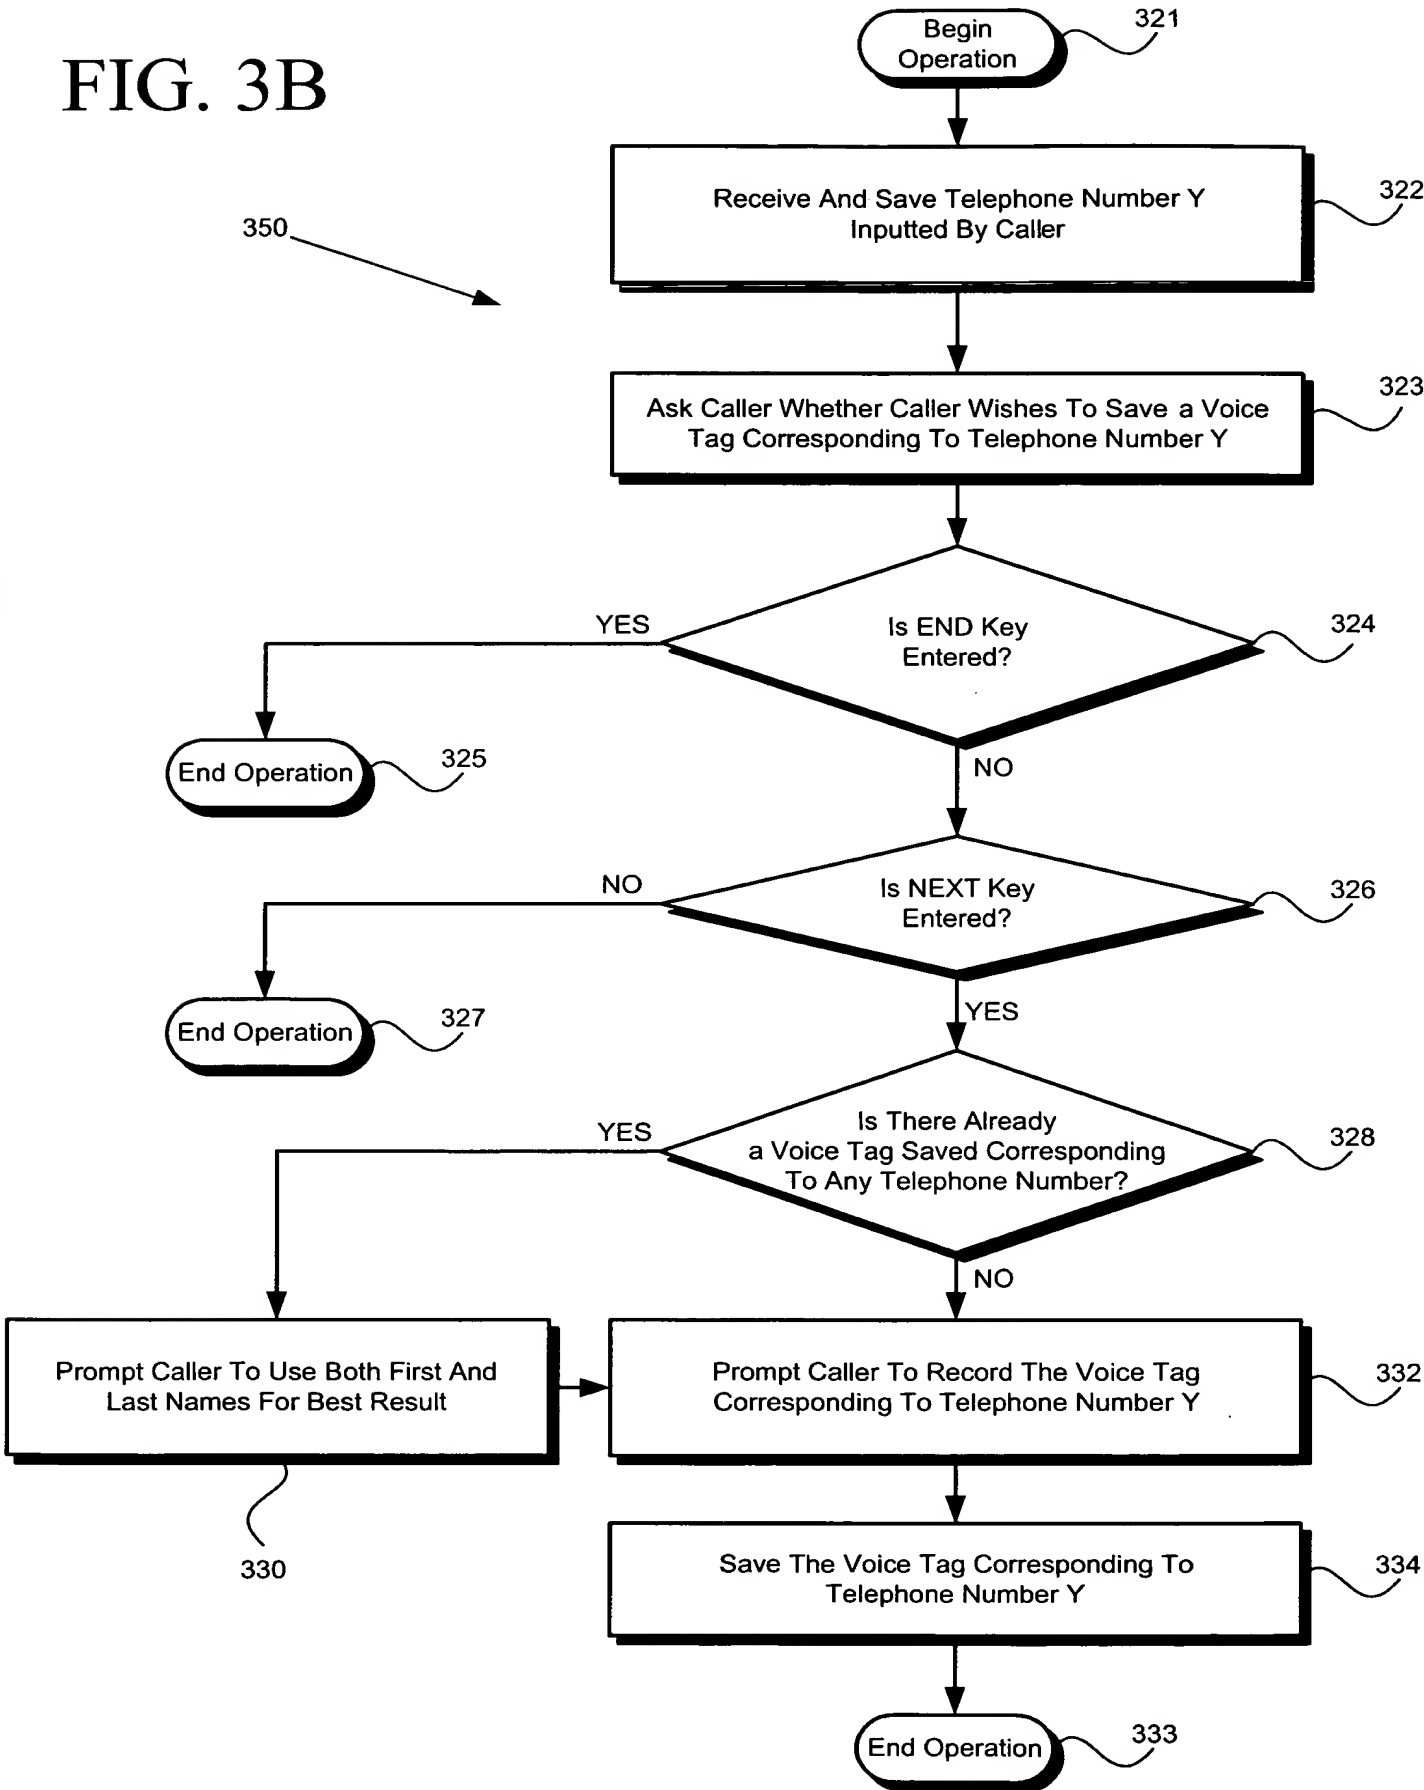 FIG. 3B
Begin
Operation
321
350
Receive And Save Telephone Number Y
Inputted By Caller
322
Ask Caller Whether Caller Wishes To Save a Voice
Tag Corresponding To Telephone Number Y
323
Is END Key
Entered?
324
YES
End Operation
325
NO
Is NEXT Key
Entered?
326
NO
End Operation
327
YES
Is There Already
a Voice Tag Saved Corresponding
To Any Telephone Number?
328
YES
NO
Prompt Caller To Use Both First And
Last Names For Best Result
330
Prompt Caller To Record The Voice Tag
Corresponding To Telephone Number Y
332
Save The Voice Tag Corresponding To
Telephone Number Y
334
End Operation
333